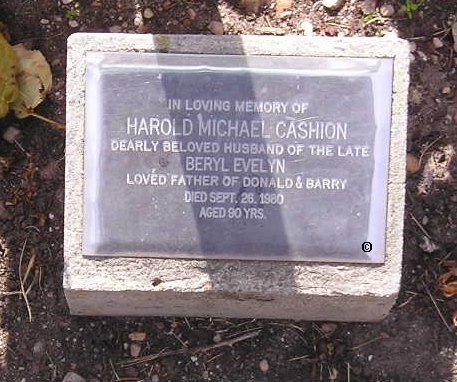 IN LOVING MEMORY OF
HAROLD MICHAEL CASHION
DEARLY BELOVED HUSBAND OF THE LATE
BERYL EVELYN
LOVED FATHER OF DONALD & BARRY
DIED SEPT. 26, 1980
AGED 90 YRS.
©